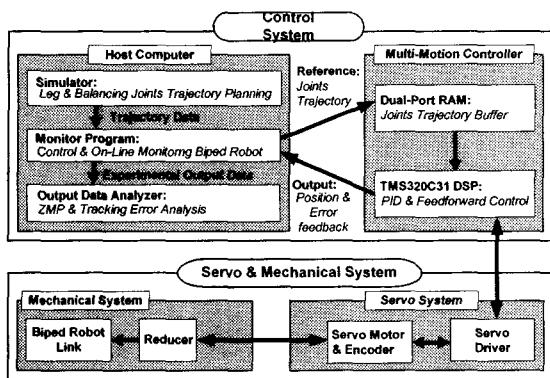 Control
System
Host Computer
Multi-Motion Controller
Simulator:
Leg & Balancing Joints Trajectory Planning
Trajectory Data
Monitor Program:
Control & On-Line Monitorng Biped Robot
Experimental Output Data
Output Data Analyzer:
ZMP & Tracking Error Analysis
Reference:
Joints
Trajectory
Output:
Position &
Error
feedback
Dual-Port RAM:
Joints Trajectory Buffer
TMS320C31 DSP:
PID & Feedforward Control
Servo & Mechanical System
Mechanical System
Servo System
Biped Robot
Link
Reducer
Servo Motor
& Encoder
Servo
Driver